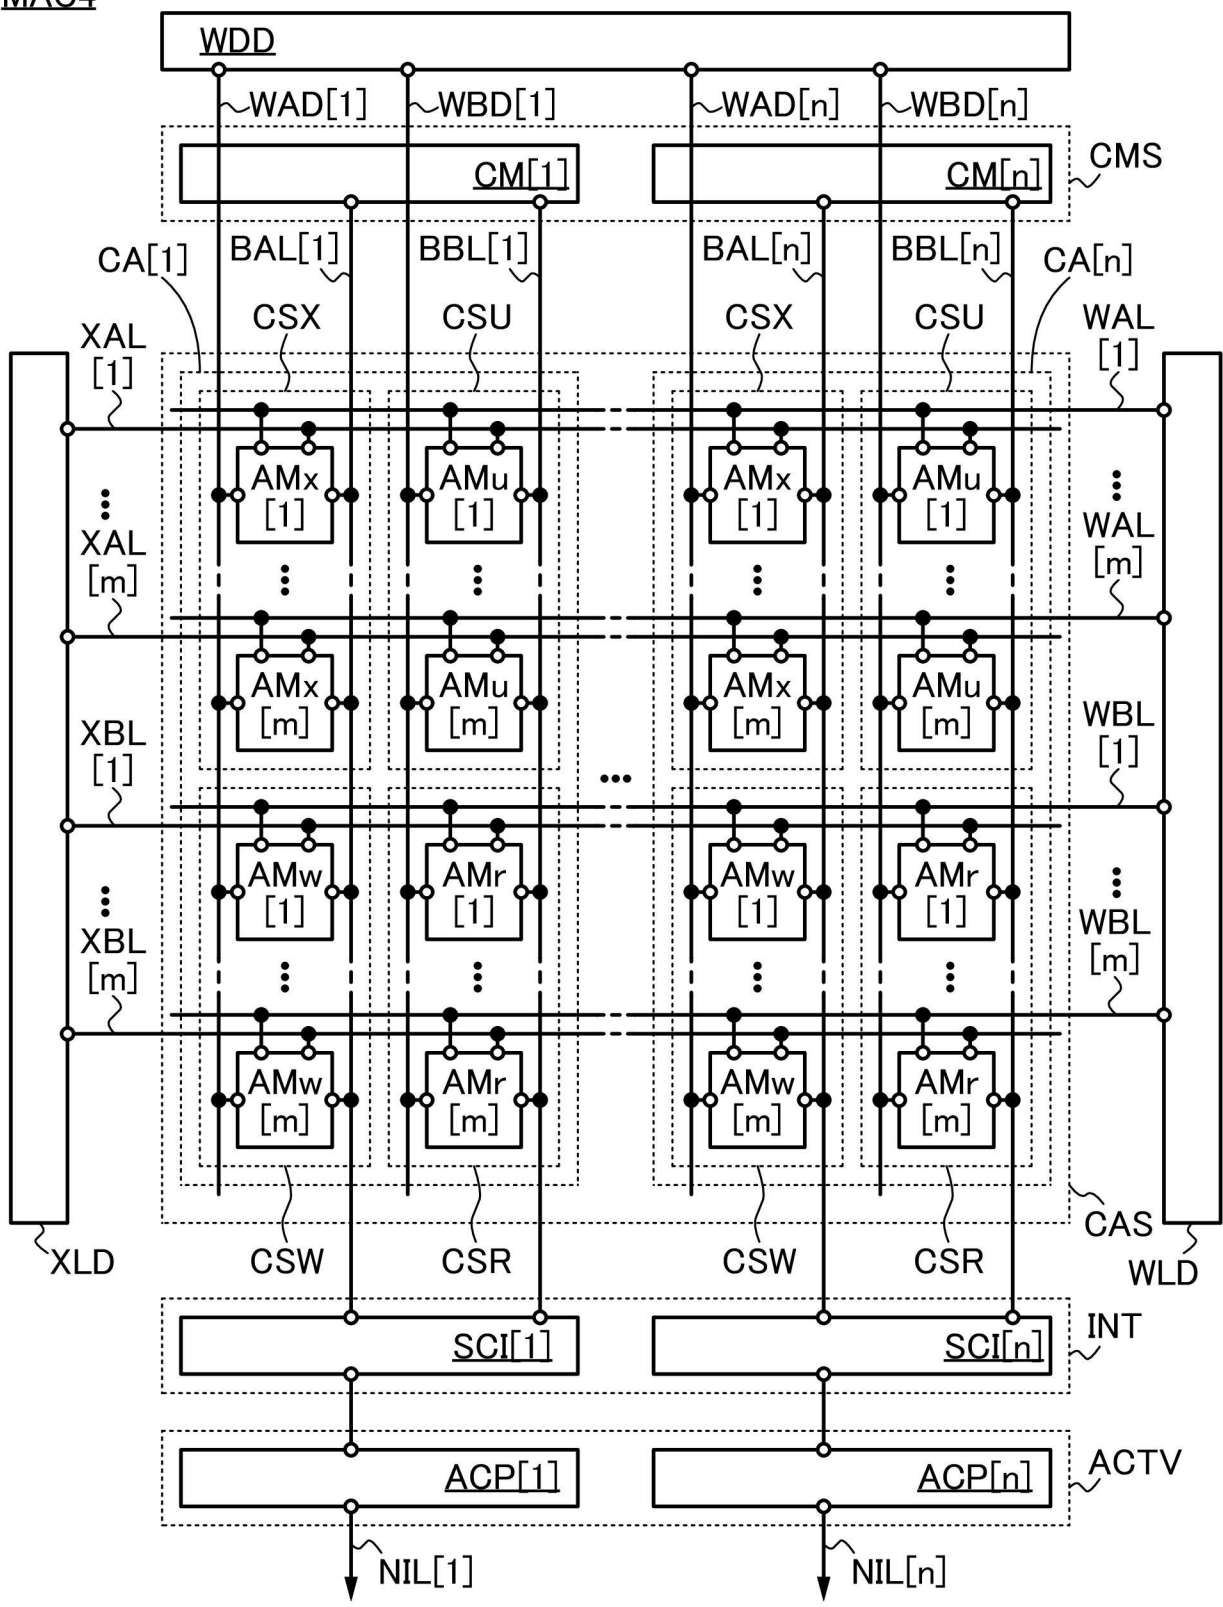 MAC4
WDD
WAD[1] WBD[1] WAD[n] WBD[n]
CMS
CM[1] CM[n]
BAL[1] BBL[1] BAL[n] BBL[n]
CA[1] CA[n]
CSX CSU CSX CSU
XAL [1] WAL [1]
AMx [1] AMu [1] AMx [1] AMu [1]
XAL [m] WAL [m]
AMx [m] AMu [m] AMx [m] AMu [m]
XBL [1] WBL [1]
AMw [1] AMr [1] AMw [1] AMr [1]
XBL [m] WBL [m]
AMw [m] AMr [m] AMw [m] AMr [m]
CAS
XLD CSW CSR CSW CSR WLD
INT
SCI[1] SCI[n]
ACTV
ACP[1] ACP[n]
NIL[1] NIL[n]